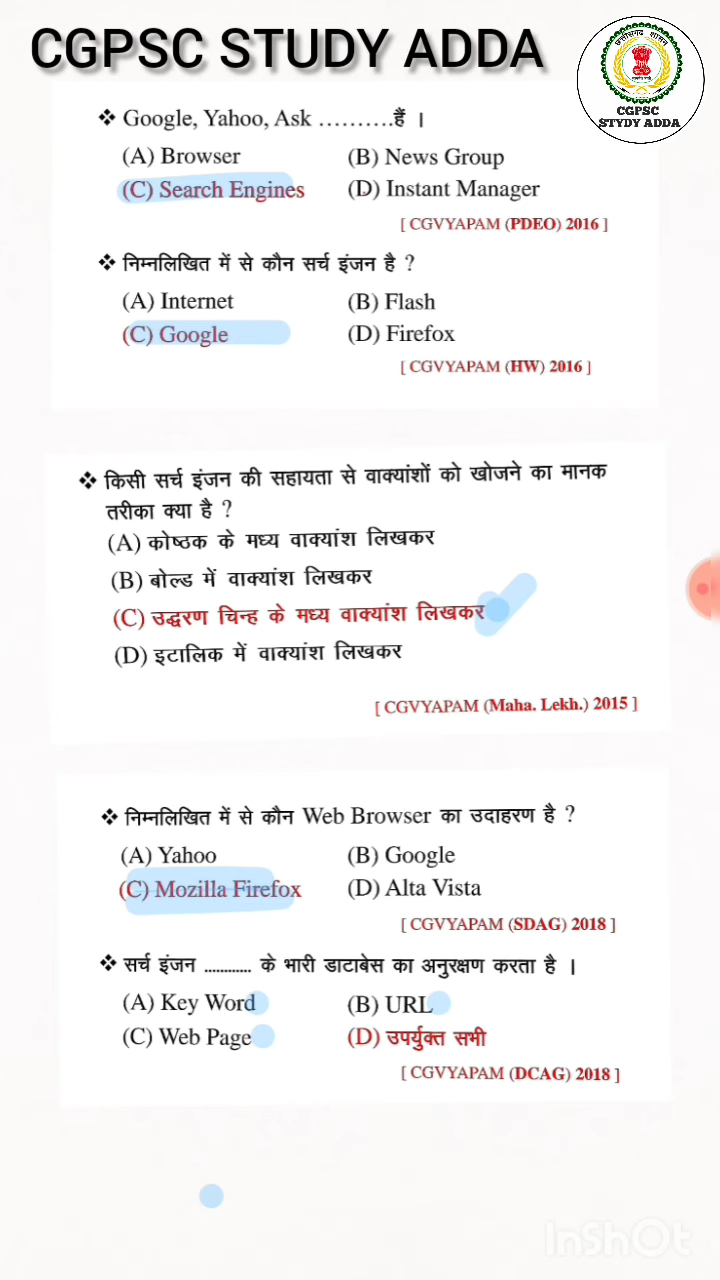 CGPSC STUDY ADDA
छत्तीसगढ़ शासन
CGPSC
STYDY ADDA
❖ Google, Yahoo, Ask ..........हैं ।
(A) Browser (B) News Group
(C) Search Engines (D) Instant Manager
[ CGVYAPAM (PDEO) 2016 ]
❖ निम्नलिखित में से कौन सर्च इंजन है ?
(A) Internet (B) Flash
(C) Google (D) Firefox
[ CGVYAPAM (HW) 2016 ]
❖ किसी सर्च इंजन की सहायता से वाक्यांशों को खोजने का मानक
तरीका क्या है ?
(A) कोष्ठक के मध्य वाक्यांश लिखकर
(B) बोल्ड में वाक्यांश लिखकर
(C) उद्धरण चिन्ह के मध्य वाक्यांश लिखकर
(D) इटालिक में वाक्यांश लिखकर
[ CGVYAPAM (Maha. Lekh.) 2015 ]
❖ निम्नलिखित में से कौन Web Browser का उदाहरण है ?
(A) Yahoo (B) Google
(C) Mozilla Firefox (D) Alta Vista
[ CGVYAPAM (SDAG) 2018 ]
❖ सर्च इंजन ............ के भारी डाटाबेस का अनुरक्षण करता है ।
(A) Key Word (B) URL
(C) Web Page (D) उपर्युक्त सभी
[ CGVYAPAM (DCAG) 2018 ]
InShOt